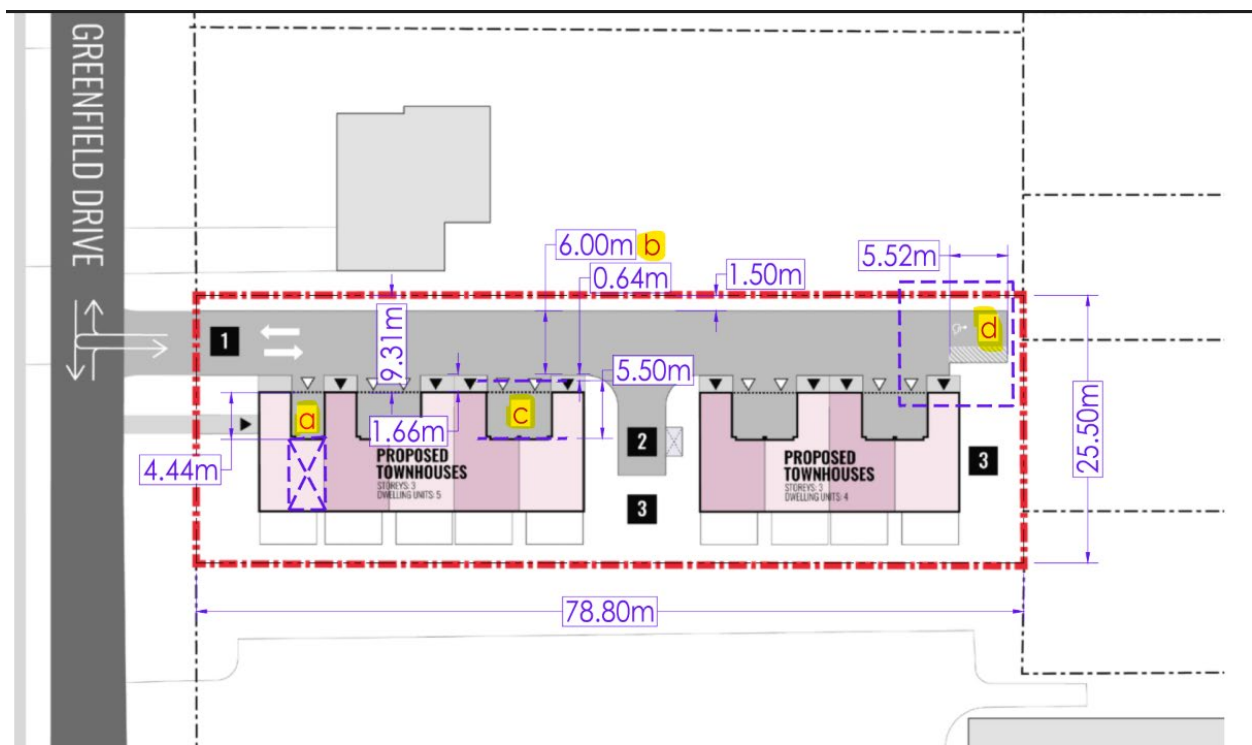 GREENFIELD DRIVE
6.00m b
0.64m
1.50m
5.52m
1
9.31m
d
5.50m
a
c
1.66m
2
4.44m
PROPOSED
TOWNHOUSES
STOREYS: 3
DWELLING UNITS: 5
PROPOSED
TOWNHOUSES
STOREYS: 3
DWELLING UNITS: 4
3
25.50m
3
78.80m